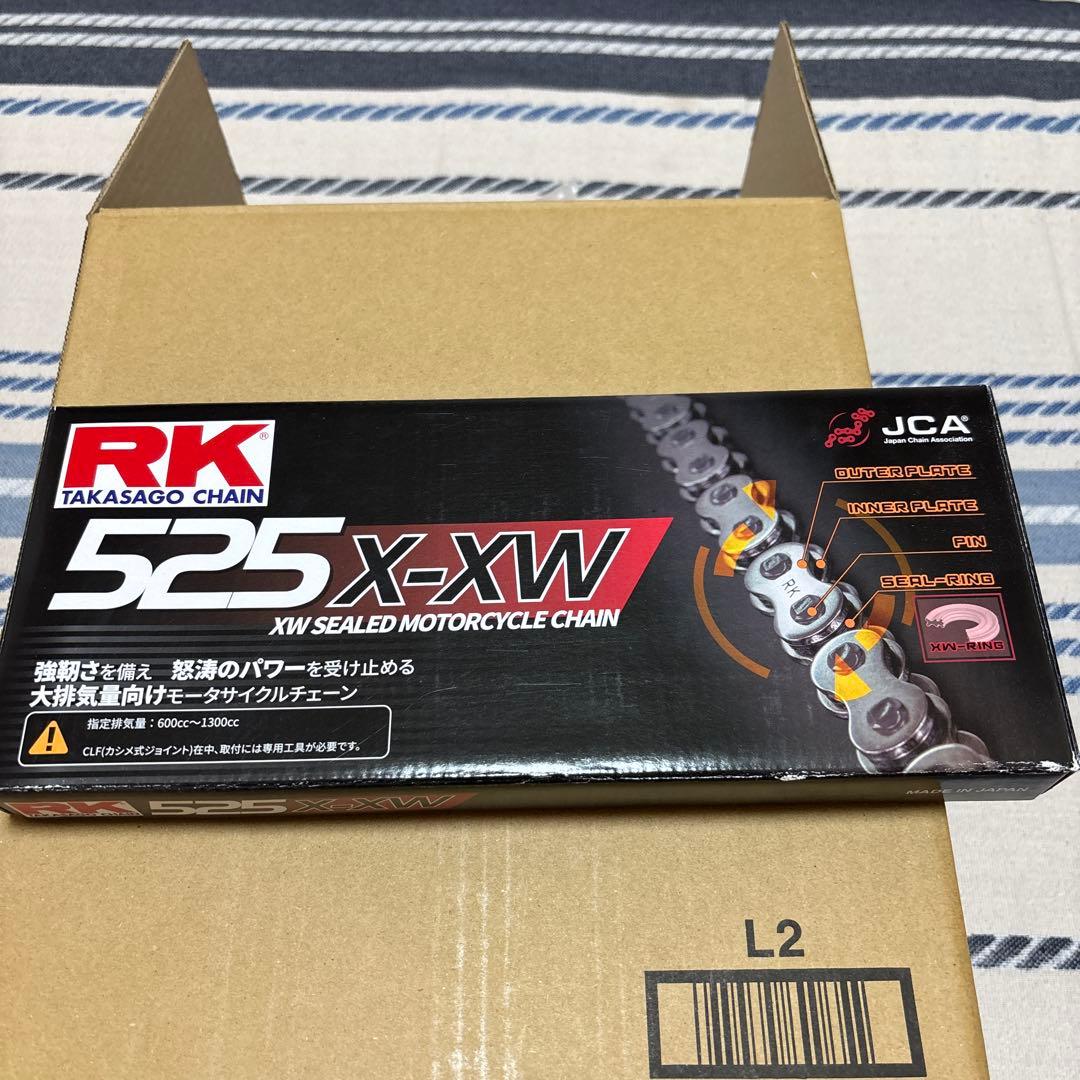 RK®
TAKASAGO CHAIN
525 X-XW
XW SEALED MOTORCYCLE CHAIN
強靭さを備え 怒涛のパワーを受け止める
大排気量向けモータサイクルチェーン
指定排気量：600cc〜1300cc
CLF(カシメ式ジョイント)在中、取付には専用工具が必要です。
JCA®
Japan Chain Association
OUTER PLATE
INNER PLATE
PIN
SEAL-RING
XW-RING
RK
RK
525 X-XW
MADE IN JAPAN
L2